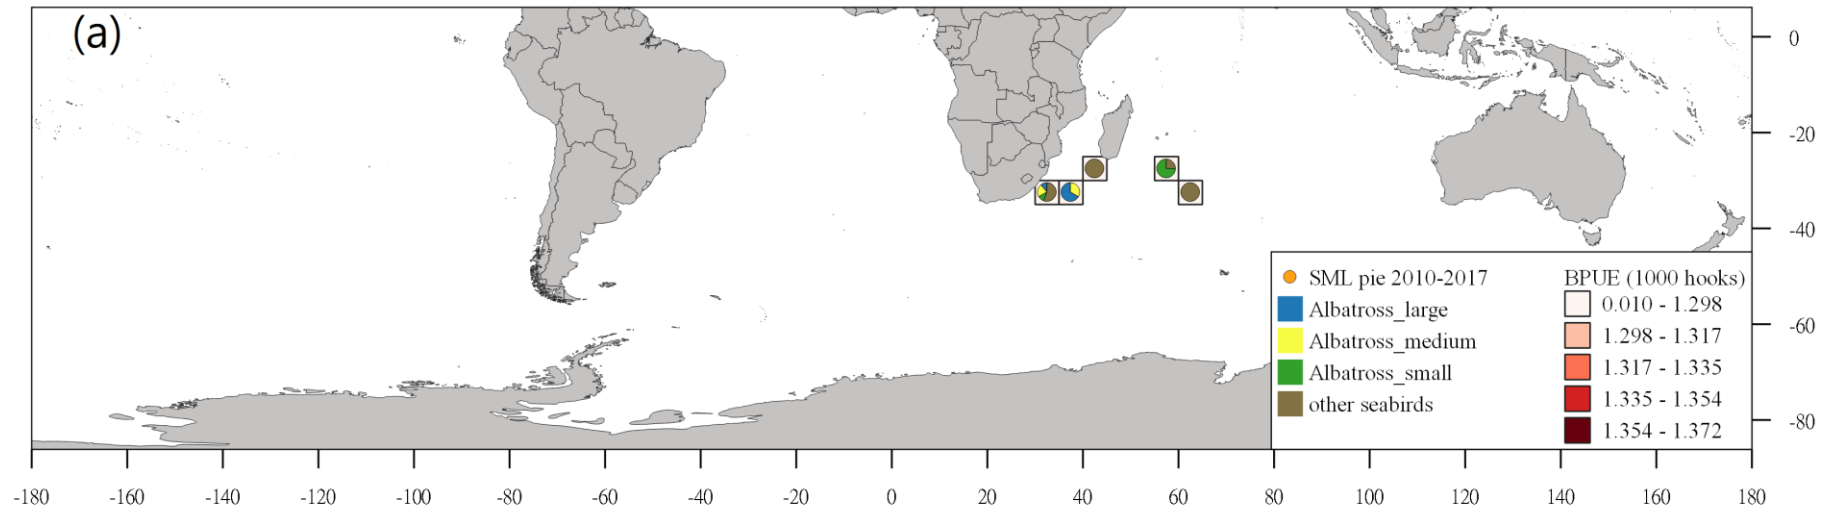 (a)
0
-20
-40
-60
-80
SML pie 2010-2017
Albatross_large
Albatross_medium
Albatross_small
other seabirds
BPUE (1000 hooks)
0.010 - 1.298
1.298 - 1.317
1.317 - 1.335
1.335 - 1.354
1.354 - 1.372
-180 -160 -140 -120 -100 -80 -60 -40 -20 0 20 40 60 80 100 120 140 160 180